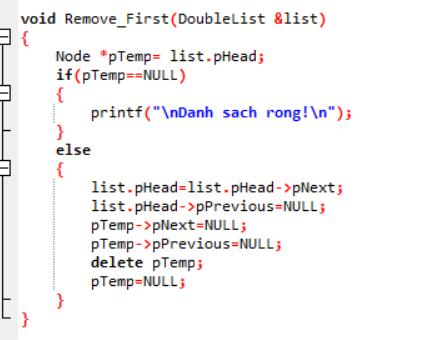 void Remove_First(DoubleList &list)
{
    Node *pTemp= list.pHead;
    if(pTemp==NULL)
    {
        printf("\nDanh sach rong!\n");
    }
    else
    {
        list.pHead=list.pHead->pNext;
        list.pHead->pPrevious=NULL;
        pTemp->pNext=NULL;
        pTemp->pPrevious=NULL;
        delete pTemp;
        pTemp=NULL;
    }
}